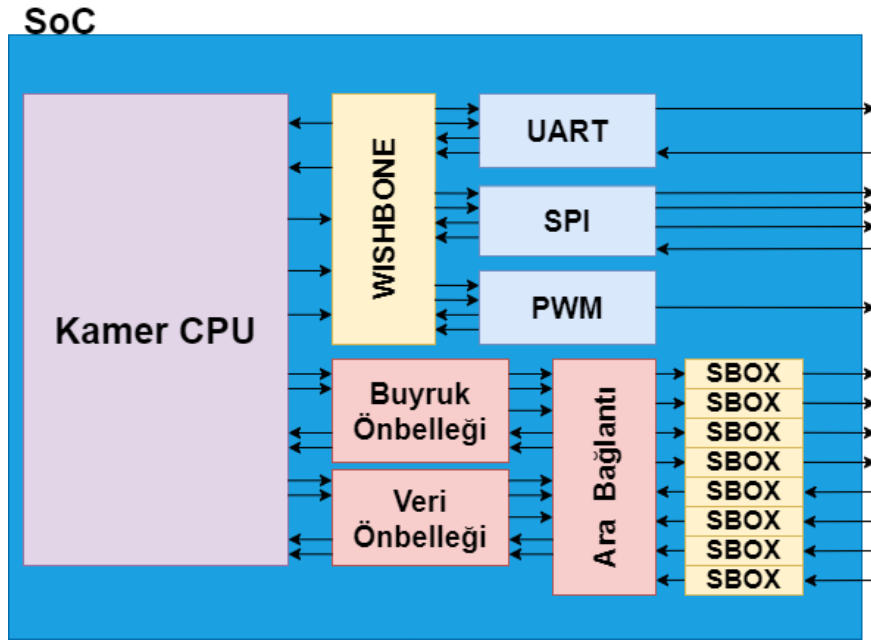 SoC
Kamer CPU
WISHBONE
UART
SPI
PWM
Buyruk
Önbelleği
Veri
Önbelleği
Ara Bağlantı
SBOX
SBOX
SBOX
SBOX
SBOX
SBOX
SBOX
SBOX